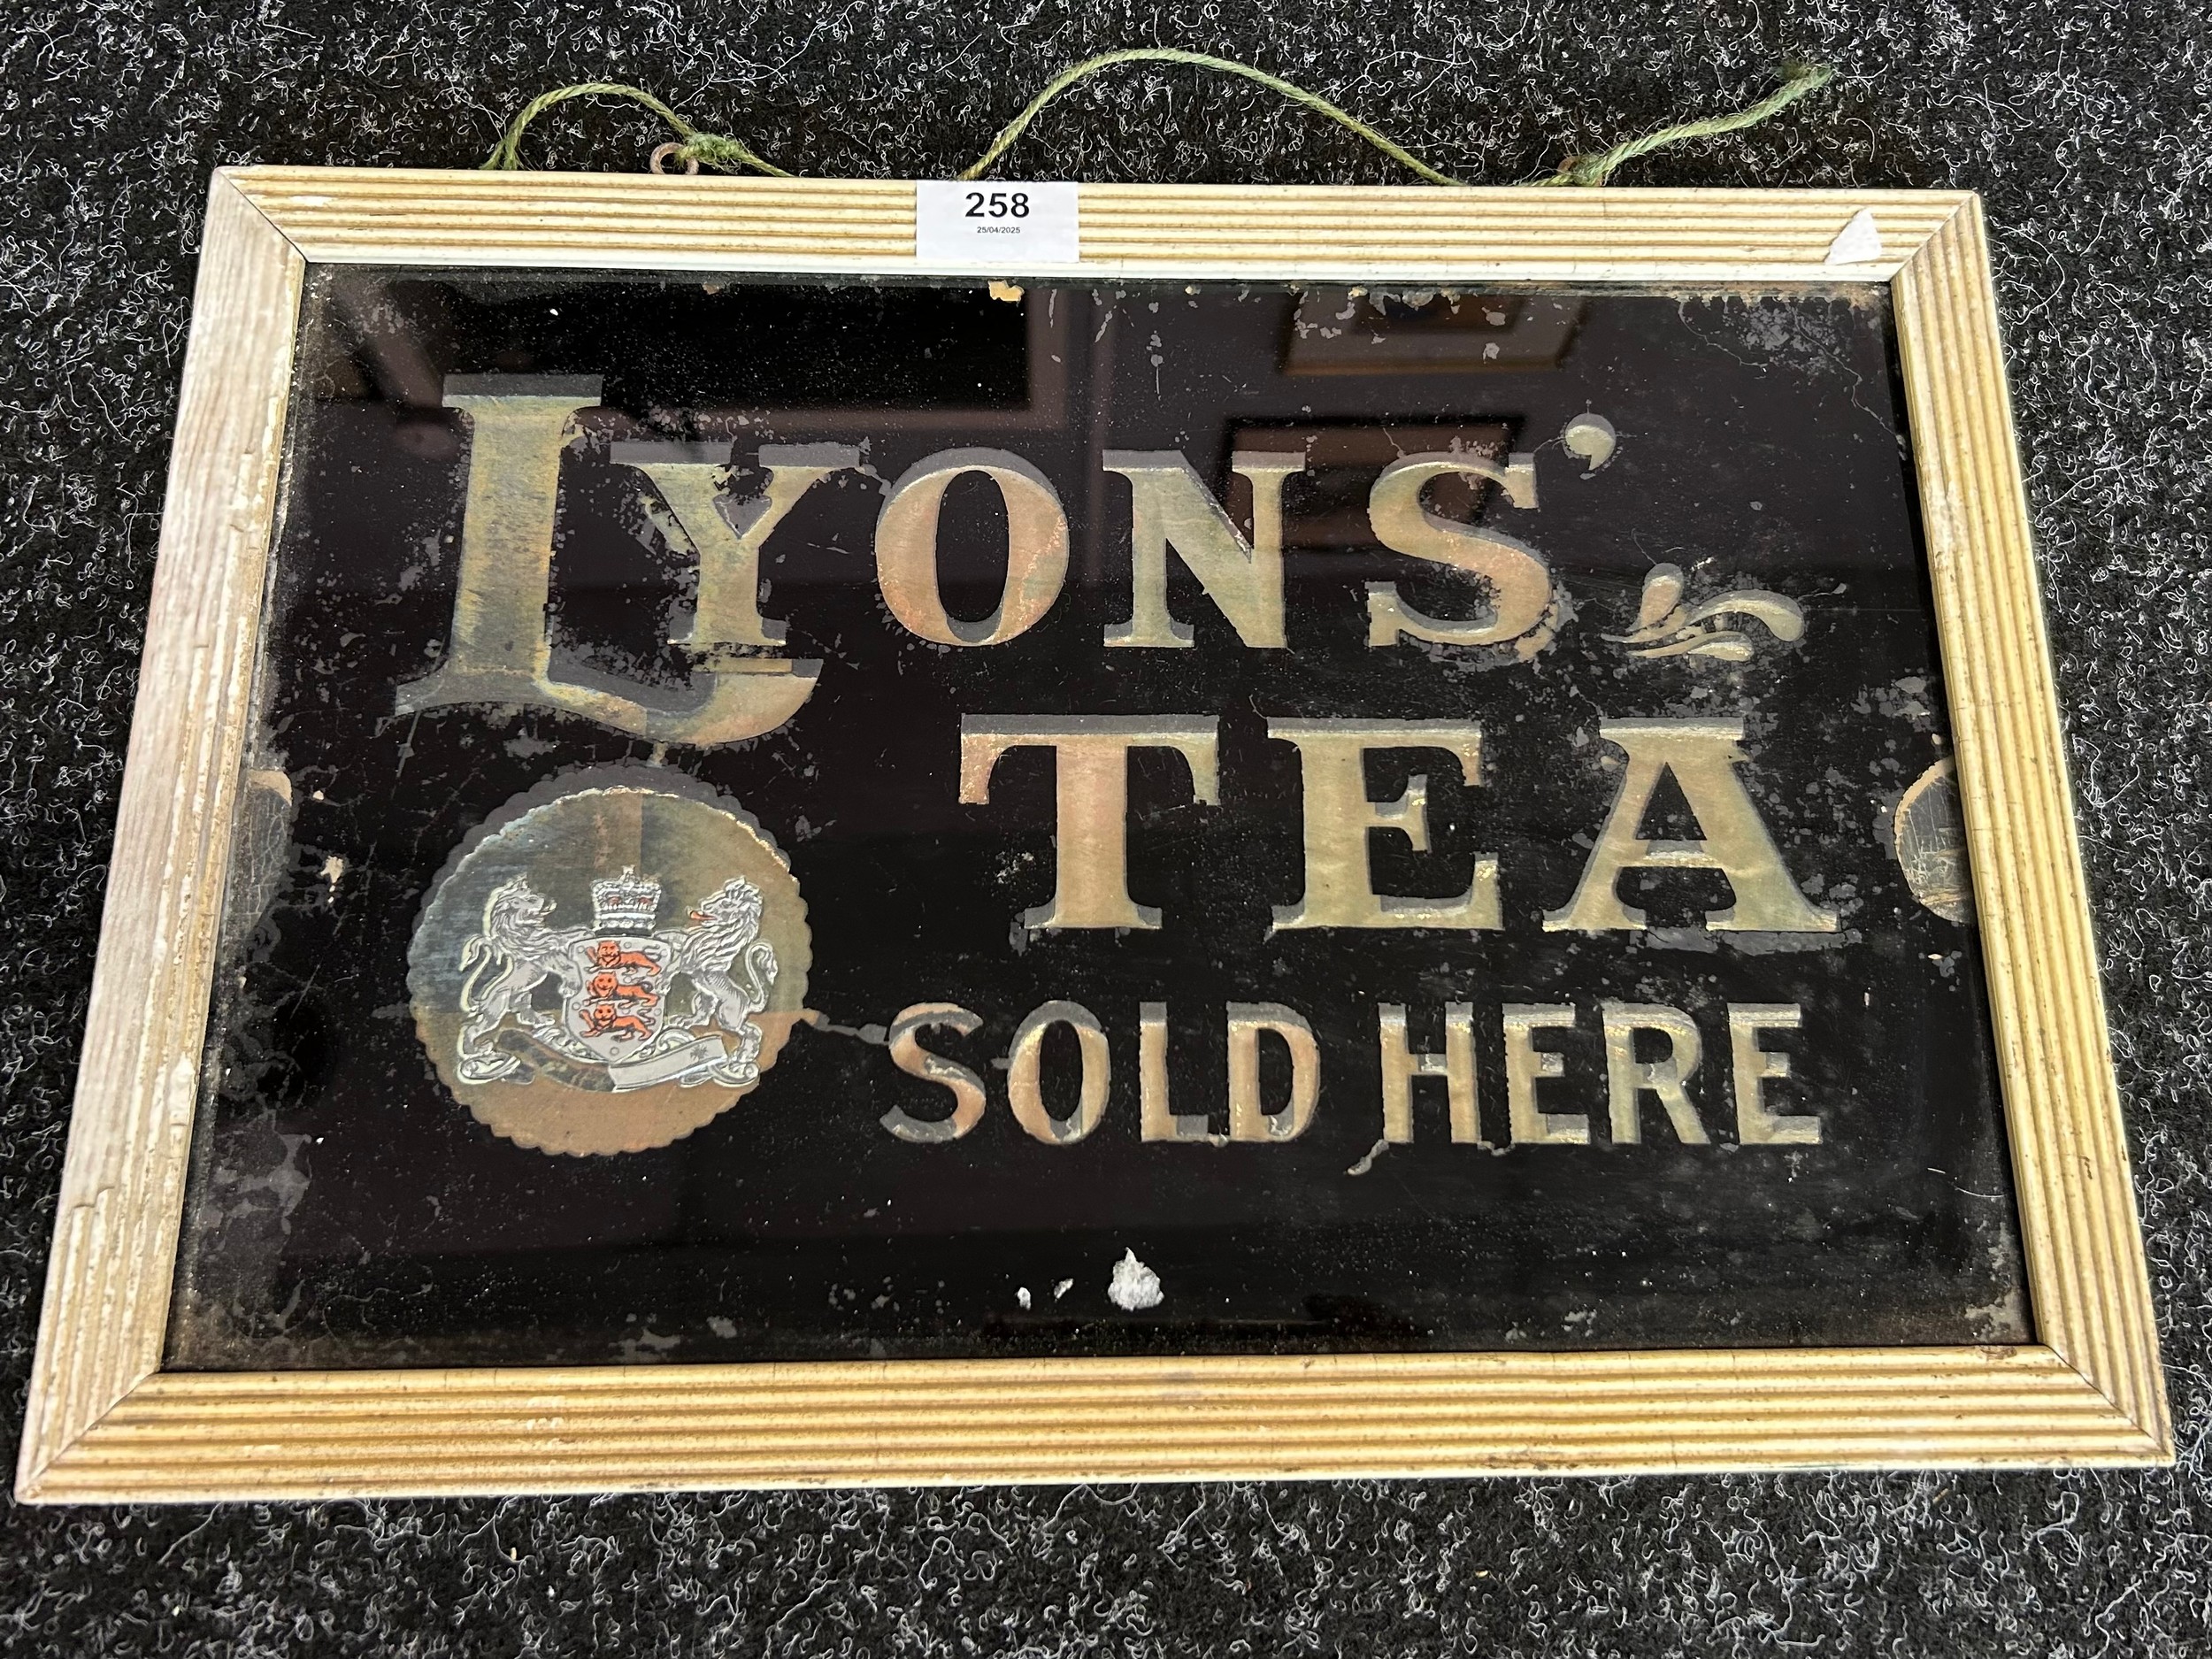 258
25/04/2025
LYONS'
TEA
SOLD HERE